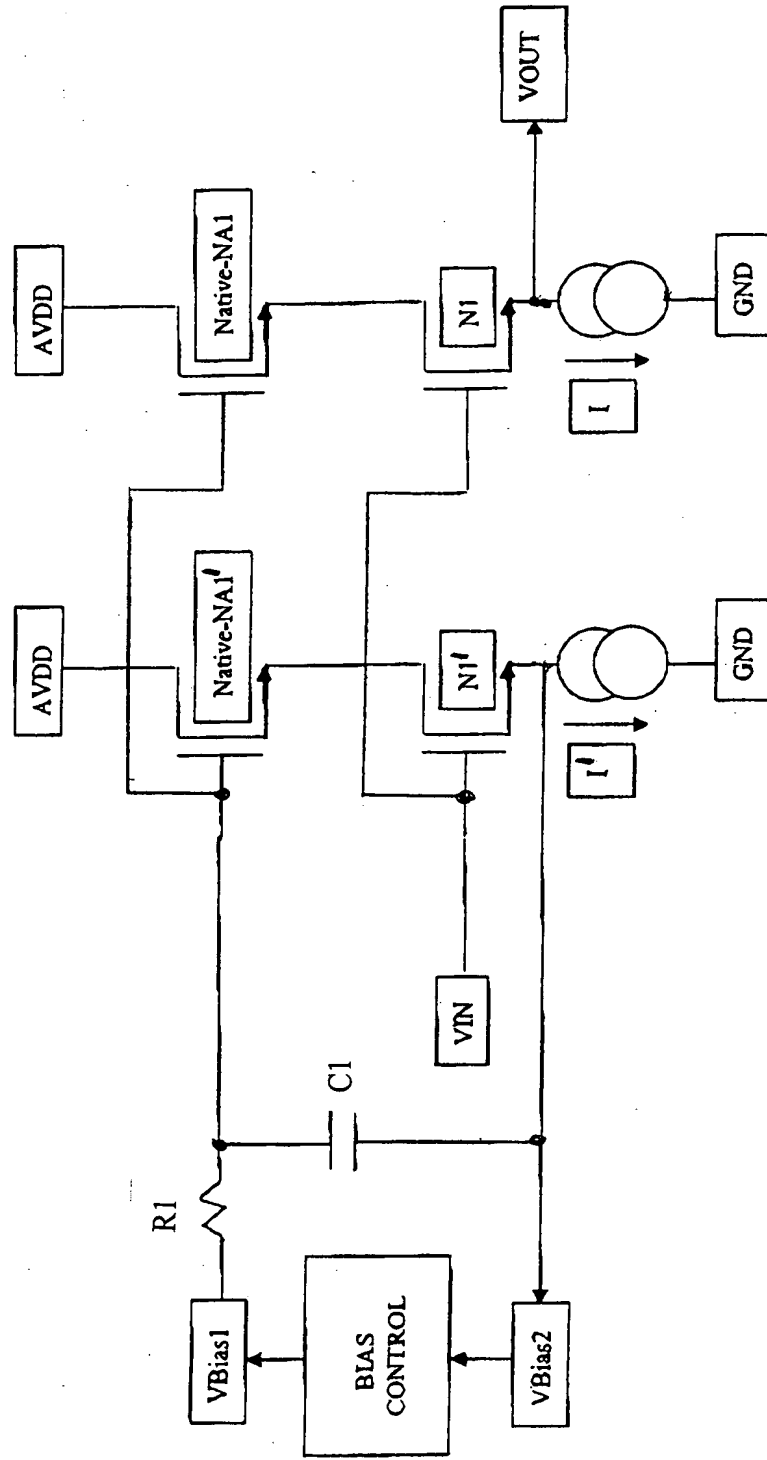 AVDD
AVDD
Native-NA1'
Native-NA1
R1
VBias1
C1
BIAS
CONTROL
VIN
N1'
N1
VOUT
VBias2
I'
I
GND
GND